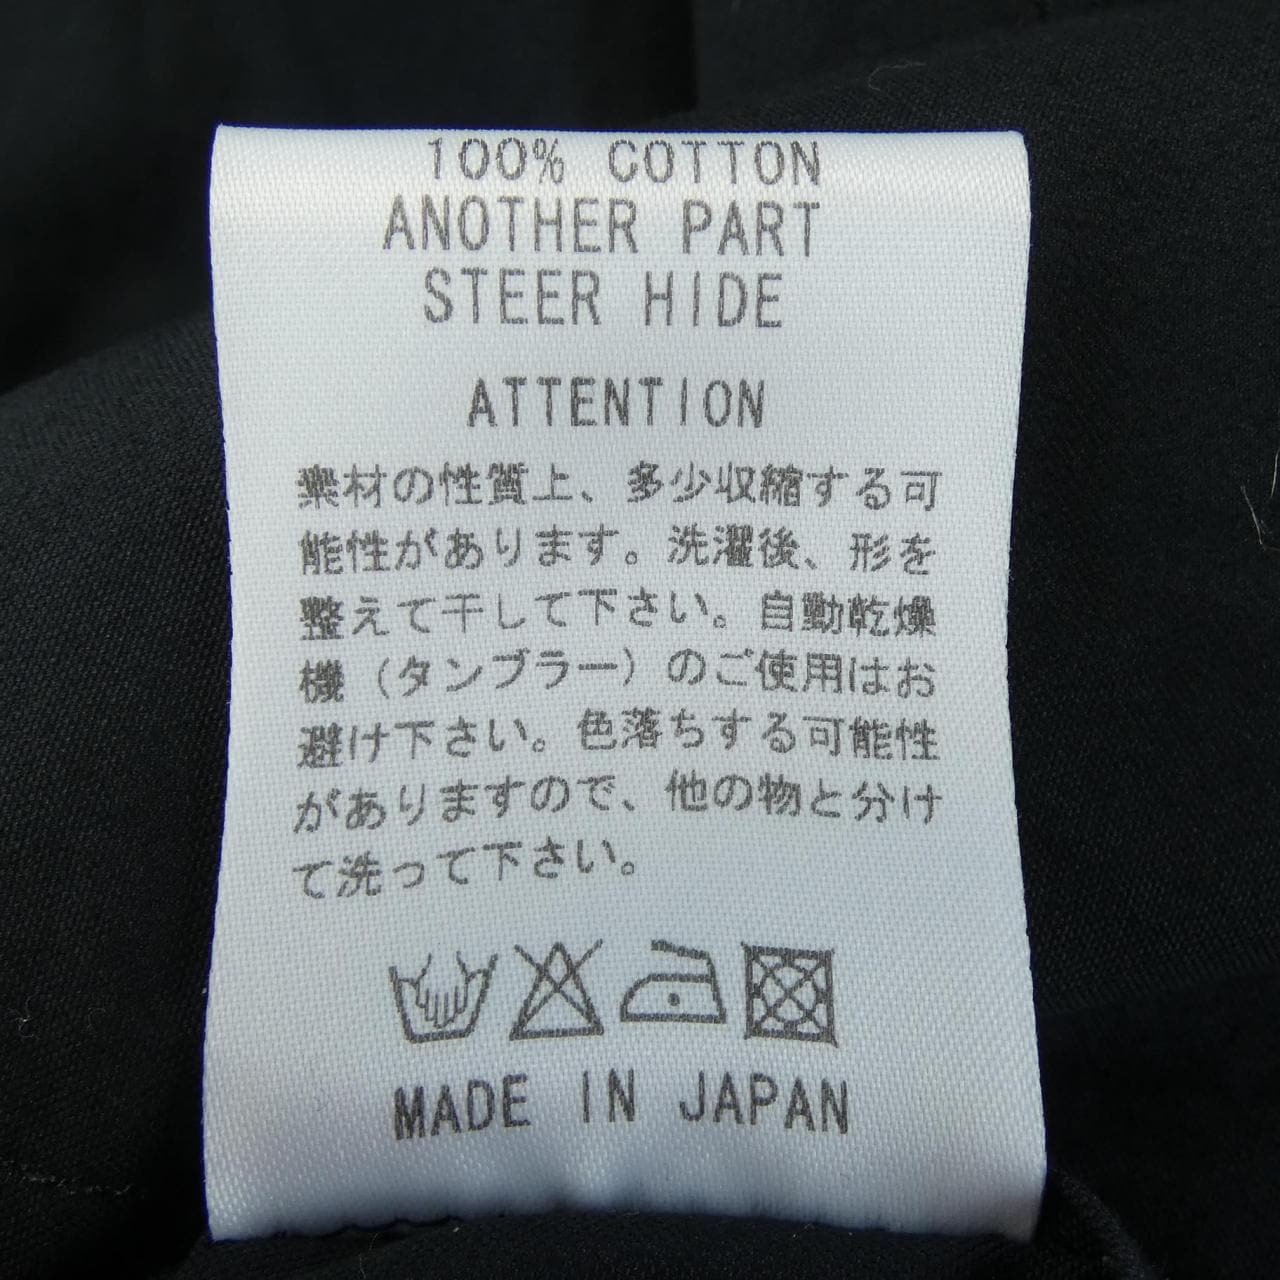 100% COTTON
ANOTHER PART
STEER HIDE
ATTENTION
素材の性質上、多少収縮する可
能性があります。洗濯後、形を
整えて干して下さい。自動乾燥
機（タンブラー）のご使用はお
避け下さい。色落ちする可能性
がありますので、他の物と分け
て洗って下さい。
MADE IN JAPAN